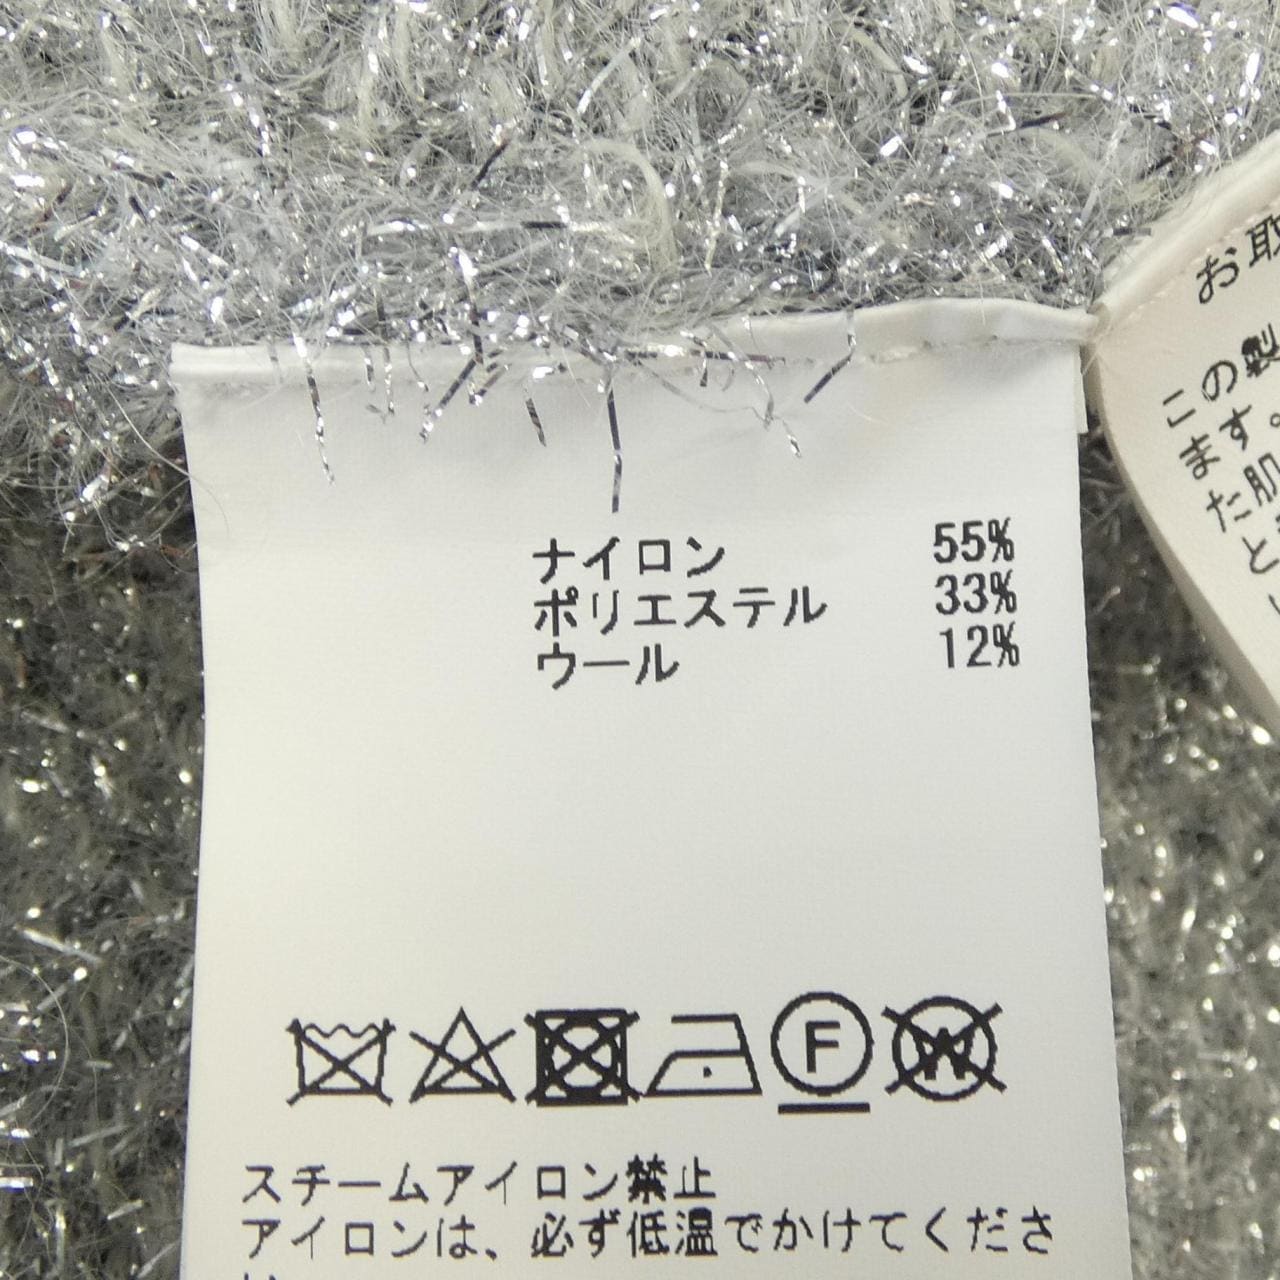 ナイロン 55%
ポリエステル 33%
ウール 12%
F
W
スチームアイロン禁止
アイロンは、必ず低温でかけてくださ
お取
この製
ます。
だ肌
と